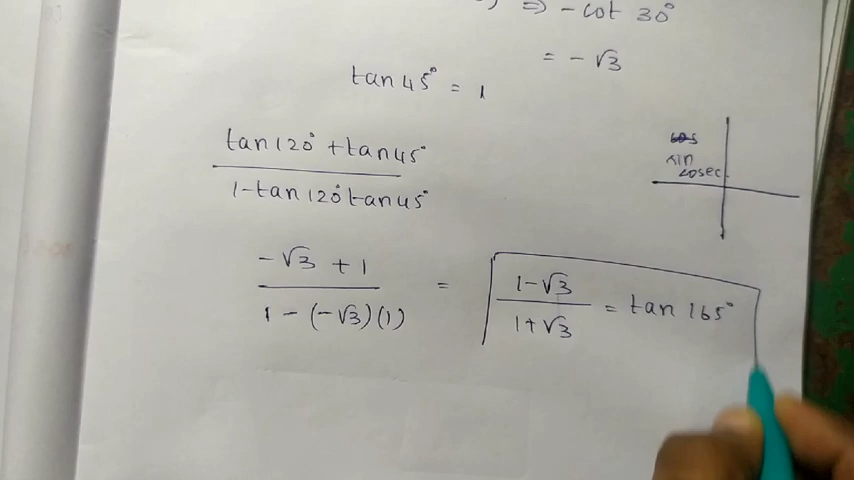 ⇒ -cot 30°
= -√3
tan 45° = 1
tan 120° + tan 45°
1 - tan 120° tan 45°
cos
sin
cosec
-√3 + 1
1 - (-√3)(1)
=
1-√3
1+√3
= tan 165°